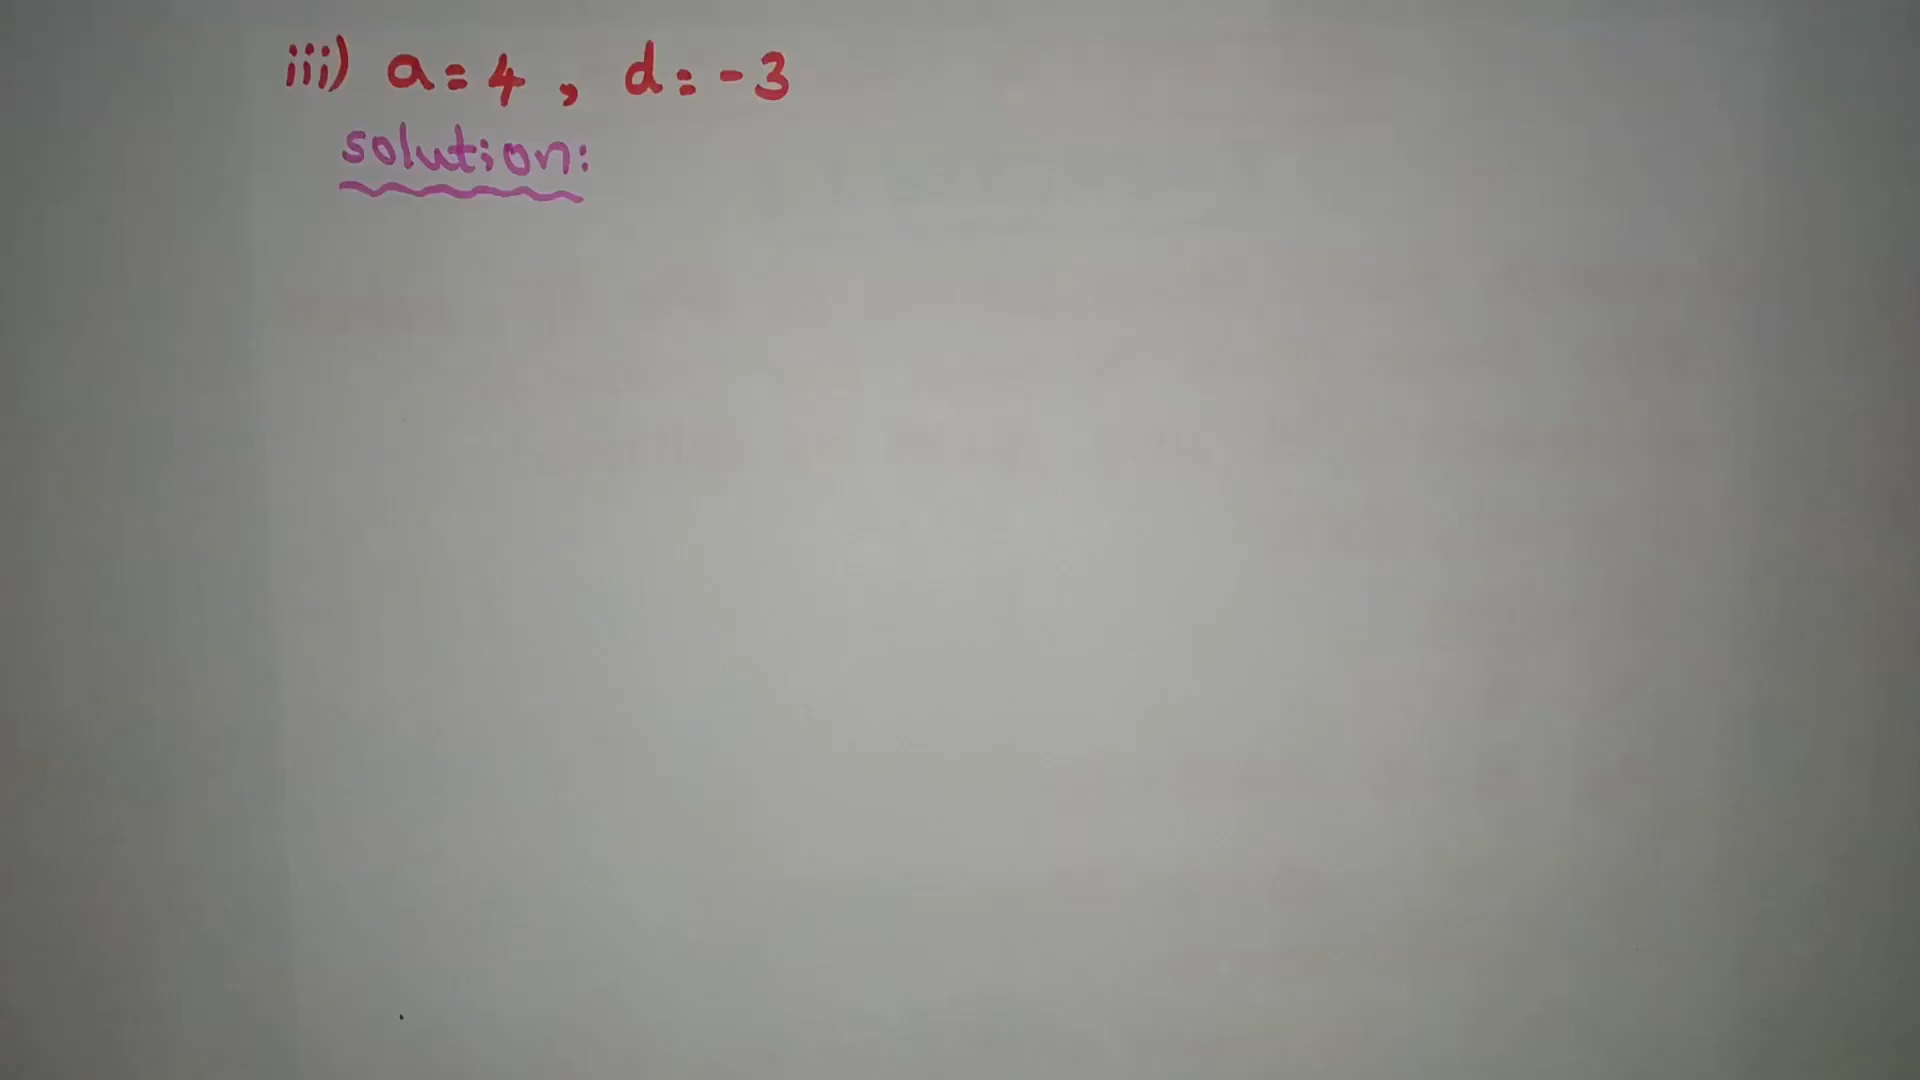 iii) a = 4 , d = -3
solution: